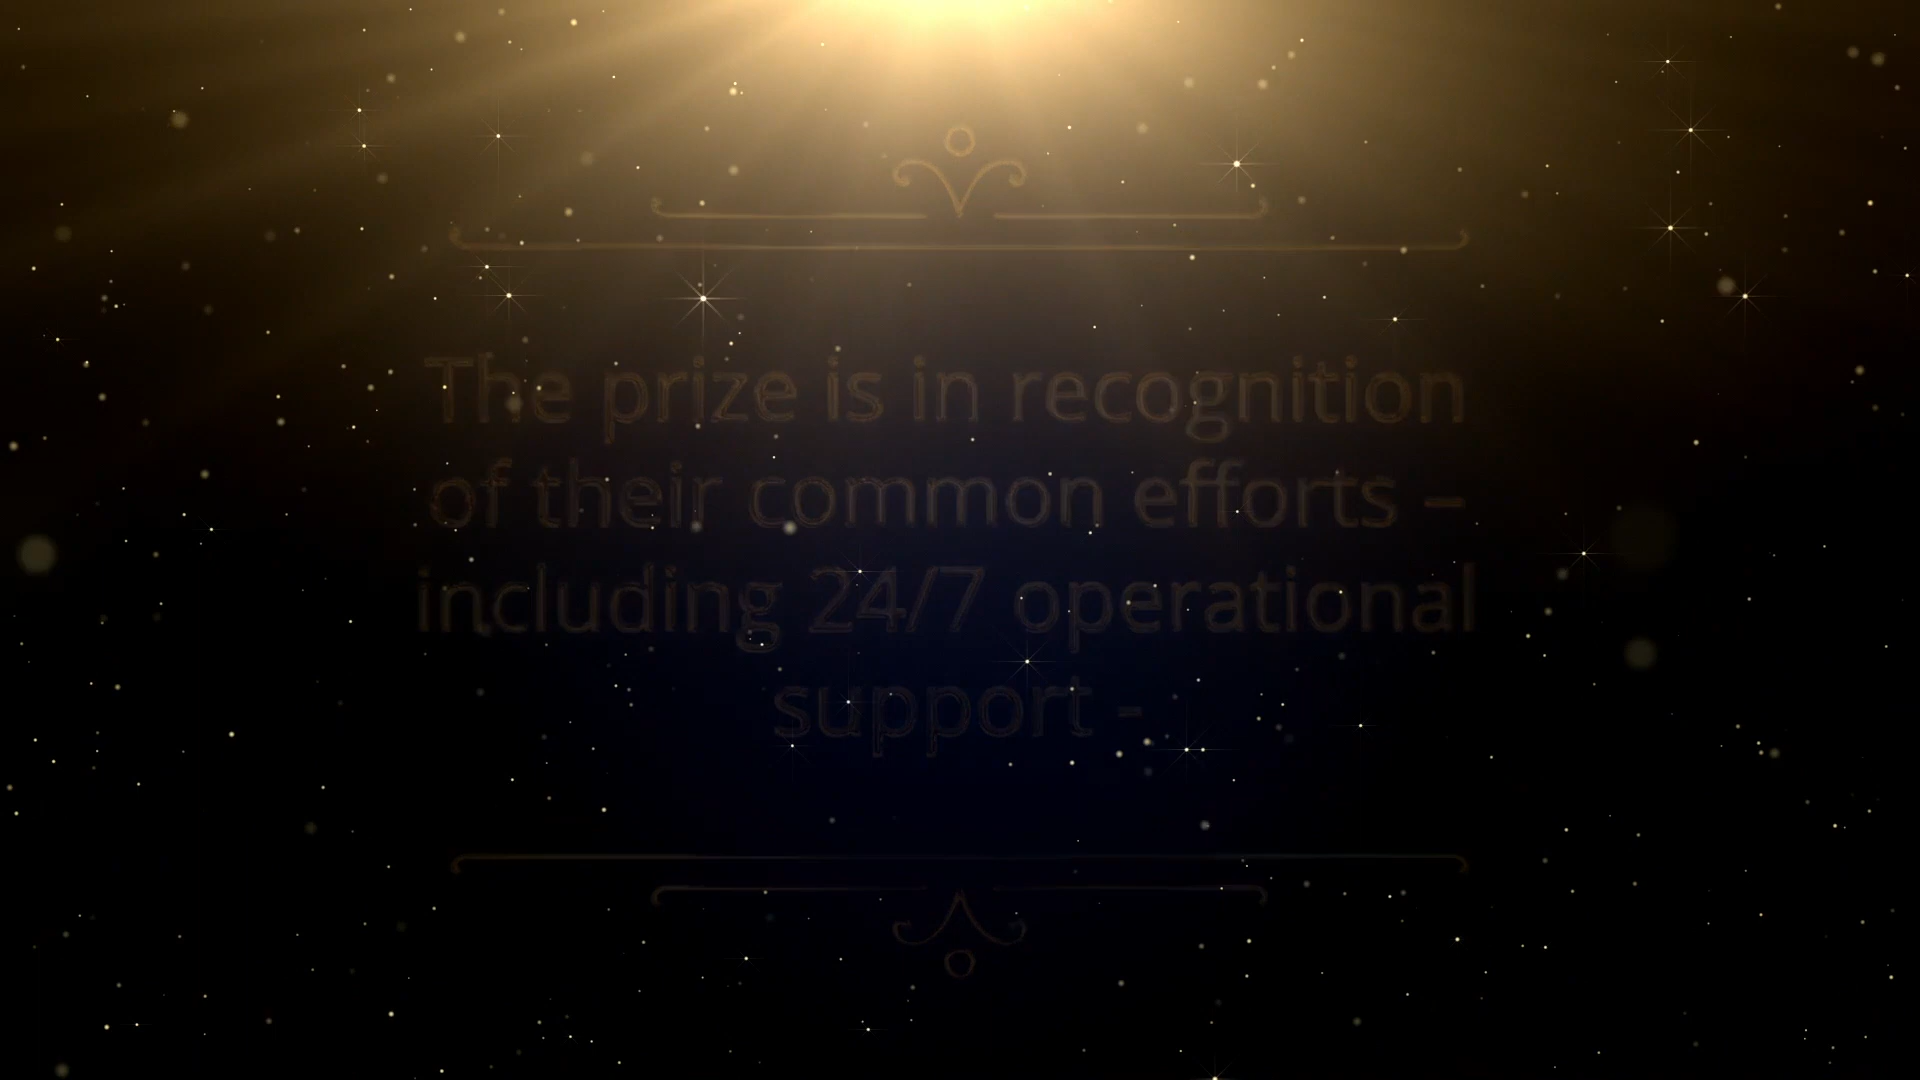 The prize is in recognition
of their common efforts –
including 24/7 operational
support -